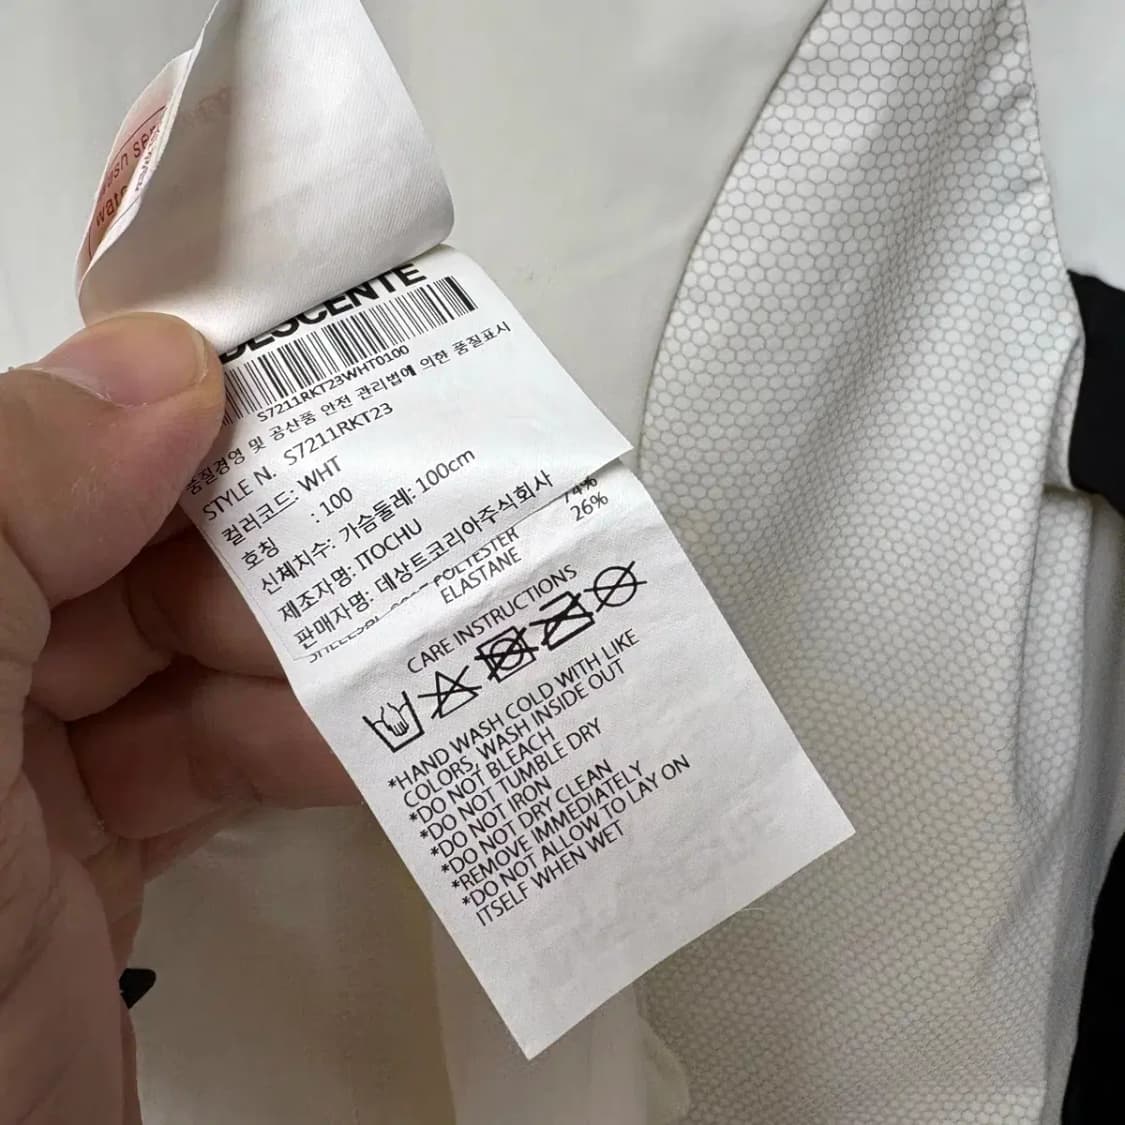 wash sep
wate
DESCENTE
S7211RKT23WHT0100
품질경영 및 공산품 안전 관리법에 의한 품질표시
STYLE N. S7211RKT23
컬러코드: WHT
호칭 : 100
신체치수: 가슴둘레: 100cm
제조자명: ITOCHU
판매자명: 데상트코리아주식회사
74%
POLYESTER 26%
ELASTANE
CARE INSTRUCTIONS
*HAND WASH COLD WITH LIKE
COLORS, WASH INSIDE OUT
*DO NOT BLEACH
*DO NOT TUMBLE DRY
*DO NOT IRON
*DO NOT DRY CLEAN
*REMOVE IMMEDIATELY
*DO NOT ALLOW TO LAY ON
ITSELF WHEN WET